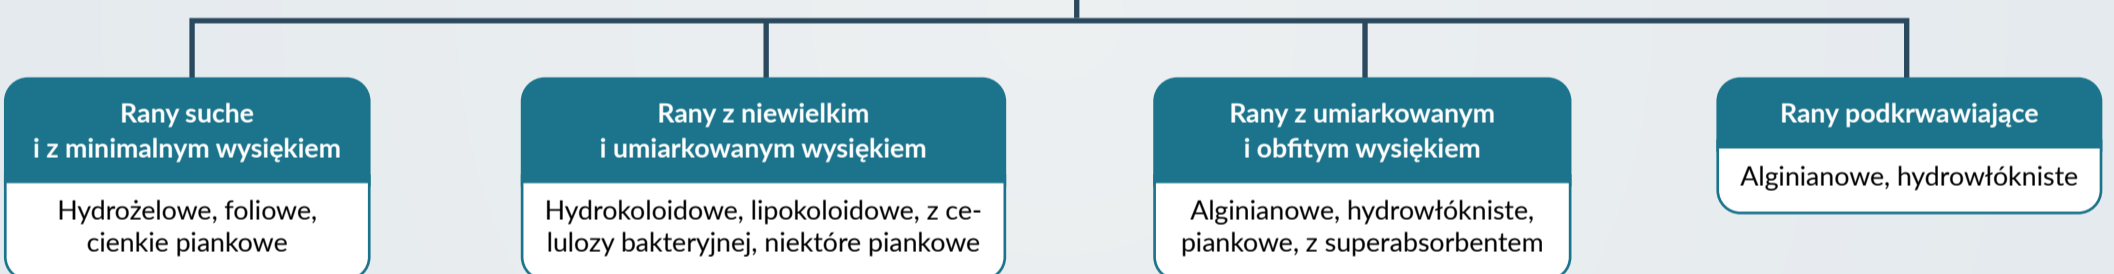 Rany suche
i z minimalnym wysiękiem
Hydrożelowe, foliowe,
cienkie piankowe
Rany z niewielkim
i umiarkowanym wysiękiem
Hydrokoloidowe, lipokoloidowe, z ce-
lulozy bakteryjnej, niektóre piankowe
Rany z umiarkowanym
i obfitym wysiękiem
Alginianowe, hydrowłókniste,
piankowe, z superabsorbentem
Rany podkrwawiające
Alginianowe, hydrowłókniste